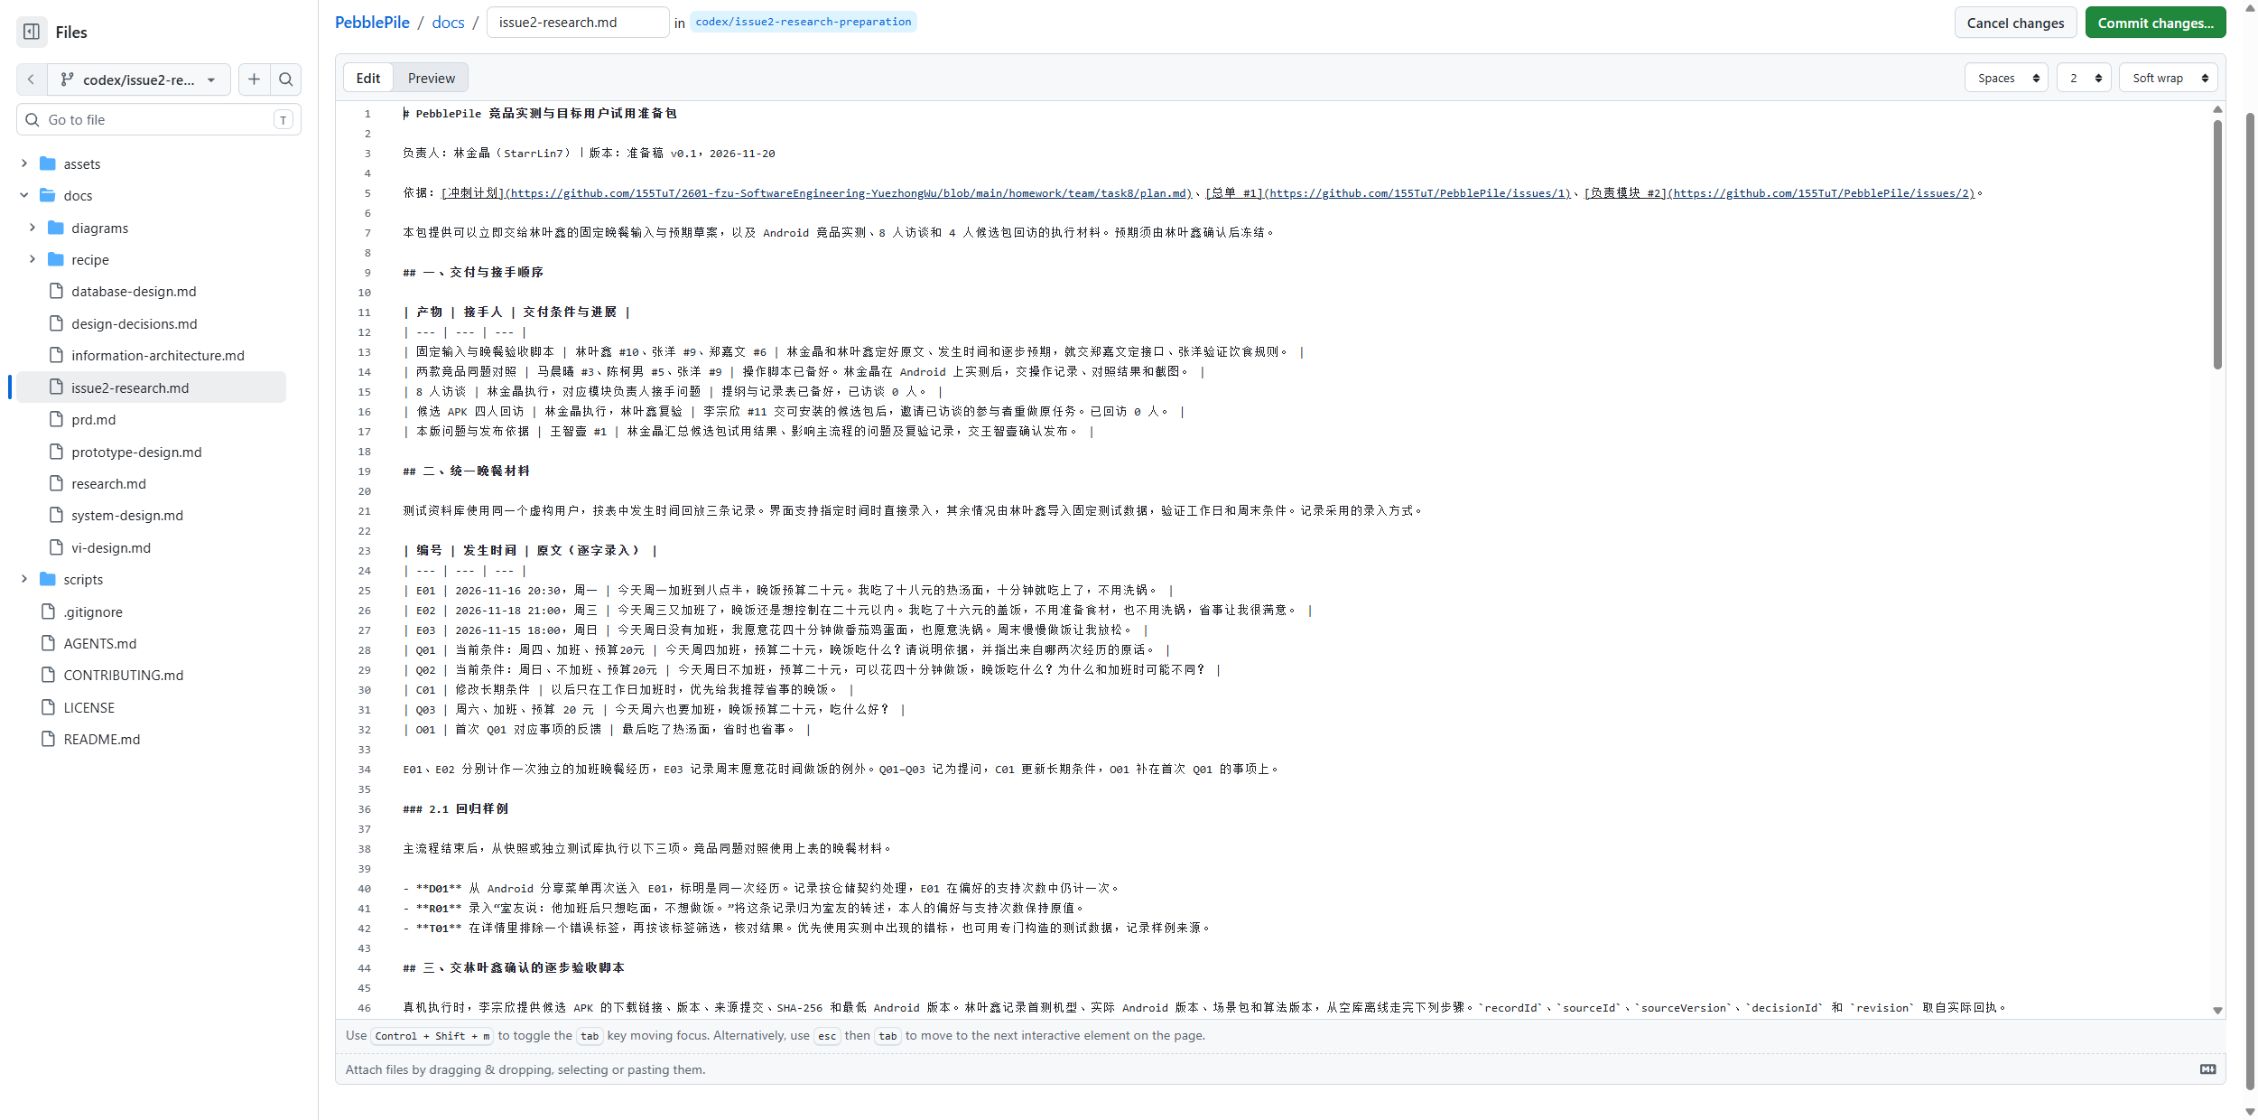 Files
PebblePile / docs / issue2-research.md in codex/issue2-research-preparation
Cancel changes
Commit changes...
codex/issue2-re...
Go to file
T
assets
docs
diagrams
recipe
database-design.md
design-decisions.md
information-architecture.md
issue2-research.md
prd.md
prototype-design.md
research.md
system-design.md
vi-design.md
scripts
.gitignore
AGENTS.md
CONTRIBUTING.md
LICENSE
README.md
Edit
Preview
Spaces
2
Soft wrap
1 # PebblePile 竞品实测与目标用户试用准备包
2
3 负责人：林金晶（StarrLin7）｜版本：准备稿 v0.1，2026-11-20
4
5 依据：[冲刺计划](https://github.com/155TuT/2601-fzu-SoftwareEngineering-YuezhongWu/blob/main/homework/team/task8/plan.md)、[总单 #1](https://github.com/155TuT/PebblePile/issues/1)、[负责模块 #2](https://github.com/155TuT/PebblePile/issues/2)。
6
7 本包提供可以立即交给林叶鑫的固定晚餐输入与预期草案，以及 Android 竞品实测、8 人访谈和 4 人候选包回访的执行材料。预期须由林叶鑫确认后冻结。
8
9 ## 一、交付与接手顺序
10
11 | 产物 | 接手人 | 交付条件与进展 |
12 | --- | --- | --- |
13 | 固定输入与晚餐验收脚本 | 林叶鑫 #10、张洋 #9、郑嘉文 #6 | 林金晶和林叶鑫定好原文、发生时间和逐步预期，就交郑嘉文定接口、张洋验证饮食规则。 |
14 | 两款竞品同题对照 | 马晨曦 #3、陈柯男 #5、张洋 #9 | 操作脚本已备好。林金晶在 Android 上实测后，交操作记录、对照结果和截图。 |
15 | 8 人访谈 | 林金晶执行，对应模块负责人接手问题 | 提纲与记录表已备好，已访谈 0 人。 |
16 | 候选 APK 四人回访 | 林金晶执行，林叶鑫复验 | 李宗欣 #11 交可安装的候选包后，邀请已访谈的参与者重做原任务。已回访 0 人。 |
17 | 本版问题与发布依据 | 王智壹 #1 | 林金晶汇总候选包试用结果、影响主流程的问题及复验记录，交王智壹确认发布。 |
18
19 ## 二、统一晚餐材料
20
21 测试资料库使用同一个虚构用户，按表中发生时间回放三条记录。界面支持指定时间时直接录入，其余情况由林叶鑫导入固定测试数据，验证工作日和周末条件。记录采用的录入方式。
22
23 | 编号 | 发生时间 | 原文（逐字录入） |
24 | --- | --- | --- |
25 | E01 | 2026-11-16 20:30，周一 | 今天周一加班到八点半，晚饭预算二十元。我吃了十八元的热汤面，十分钟就吃上了，不用洗锅。 |
26 | E02 | 2026-11-18 21:00，周三 | 今天周三又加班了，晚饭还是想控制在二十元以内。我吃了十六元的盖饭，不用准备食材，也不用洗锅，省事让我很满意。 |
27 | E03 | 2026-11-15 18:00，周日 | 今天周日没有加班，我愿意花四十分钟做番茄鸡蛋面，也愿意洗锅。周末慢慢做饭让我放松。 |
28 | Q01 | 当前条件：周四、加班、预算20元 | 今天周四加班，预算二十元，晚饭吃什么？请说明依据，并指出来自哪两次经历的原话。 |
29 | Q02 | 当前条件：周日、不加班、预算20元 | 今天周日不加班，预算二十元，可以花四十分钟做饭，晚饭吃什么？为什么和加班时可能不同？ |
30 | C01 | 修改长期条件 | 以后只在工作日加班时，优先给我推荐省事的晚饭。 |
31 | Q03 | 周六、加班、预算 20 元 | 今天周六也要加班，晚饭预算二十元，吃什么好？ |
32 | O01 | 首次 Q01 对应事项的反馈 | 最后吃了热汤面，省时也省事。 |
33
34 E01、E02 分别计作一次独立的加班晚餐经历，E03 记录周末愿意花时间做饭的例外。Q01–Q03 记为提问，C01 更新长期条件，O01 补在首次 Q01 的事项上。
35
36 ### 2.1 回归样例
37
38 主流程结束后，从快照或独立测试库执行以下三项。竞品同题对照使用上表的晚餐材料。
39
40 - **D01** 从 Android 分享菜单再次送入 E01，标明是同一次经历。记录按仓储契约处理，E01 在偏好的支持次数中仍计一次。
41 - **R01** 录入“室友说：他加班后只想吃面，不想做饭。”将这条记录归为室友的转述，本人的偏好与支持次数保持原值。
42 - **T01** 在详情里排除一个错误标签，再按该标签筛选，核对结果。优先使用实测中出现的错标，也可用专门构造的测试数据，记录样例来源。
43
44 ## 三、交林叶鑫确认的逐步验收脚本
45
46 真机执行时，李宗欣提供候选 APK 的下载链接、版本、来源提交、SHA-256 和最低 Android 版本。林叶鑫记录首测机型、实际 Android 版本、场景包和算法版本，从空库离线走完下列步骤。`recordId`、`sourceId`、`sourceVersion`、`decisionId` 和 `revision` 取自实际回执。
Use Control + Shift + m to toggle the tab key moving focus. Alternatively, use esc then tab to move to the next interactive element on the page.
Attach files by dragging & dropping, selecting or pasting them.